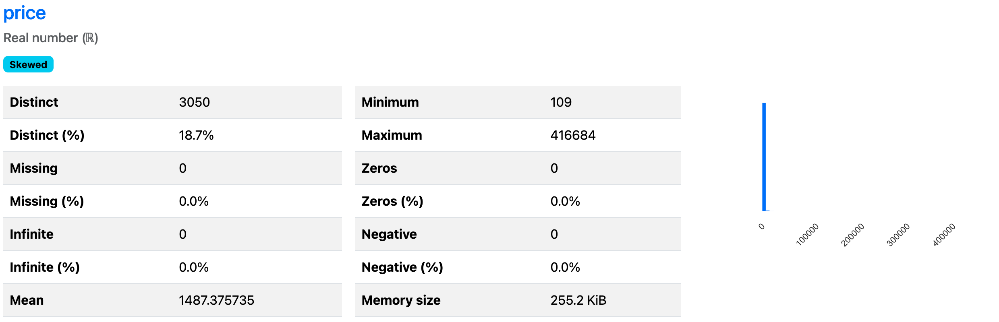 price
Real number (ℝ)
Skewed
Distinct 3050
Distinct (%) 18.7%
Missing 0
Missing (%) 0.0%
Infinite 0
Infinite (%) 0.0%
Mean 1487.375735
Minimum 109
Maximum 416684
Zeros 0
Zeros (%) 0.0%
Negative 0
Negative (%) 0.0%
Memory size 255.2 KiB
0
100000
200000
300000
400000